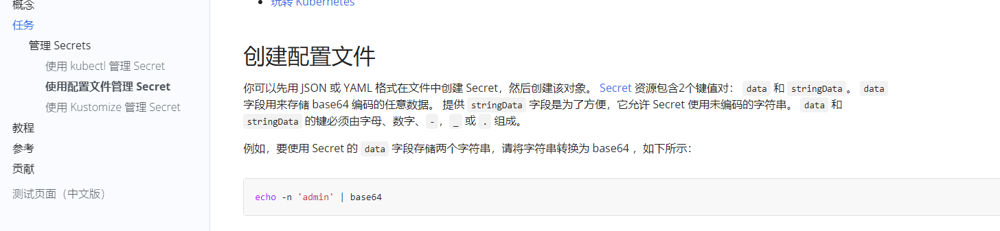 概念
任务
管理 Secrets
使用 kubectl 管理 Secret
使用配置文件管理 Secret
使用 Kustomize 管理 Secret
教程
参考
贡献
测试页面（中文版）
玩转 Kubernetes
创建配置文件
你可以先用 JSON 或 YAML 格式在文件中创建 Secret，然后创建该对象。 Secret 资源包含2个键值对： data 和 stringData 。 data
字段用来存储 base64 编码的任意数据。 提供 stringData 字段是为了方便，它允许 Secret 使用未编码的字符串。 data 和
stringData 的键必须由字母、数字、-，_ 或 . 组成。
例如，要使用 Secret 的 data 字段存储两个字符串，请将字符串转换为 base64 ，如下所示：
echo -n 'admin' | base64